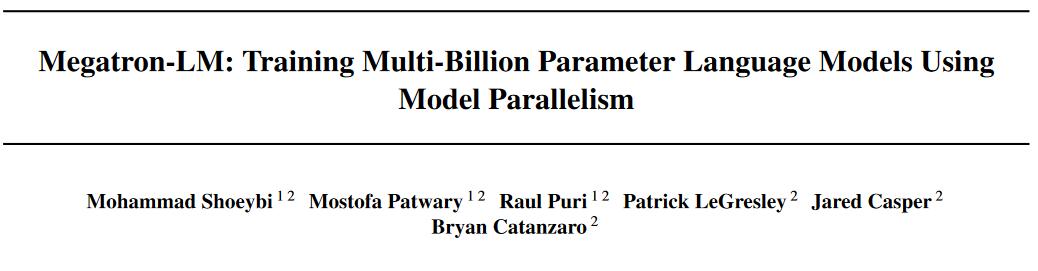 Megatron-LM: Training Multi-Billion Parameter Language Models Using
Model Parallelism
Mohammad Shoeybi 1 2 Mostofa Patwary 1 2 Raul Puri 1 2 Patrick LeGresley 2 Jared Casper 2
Bryan Catanzaro 2